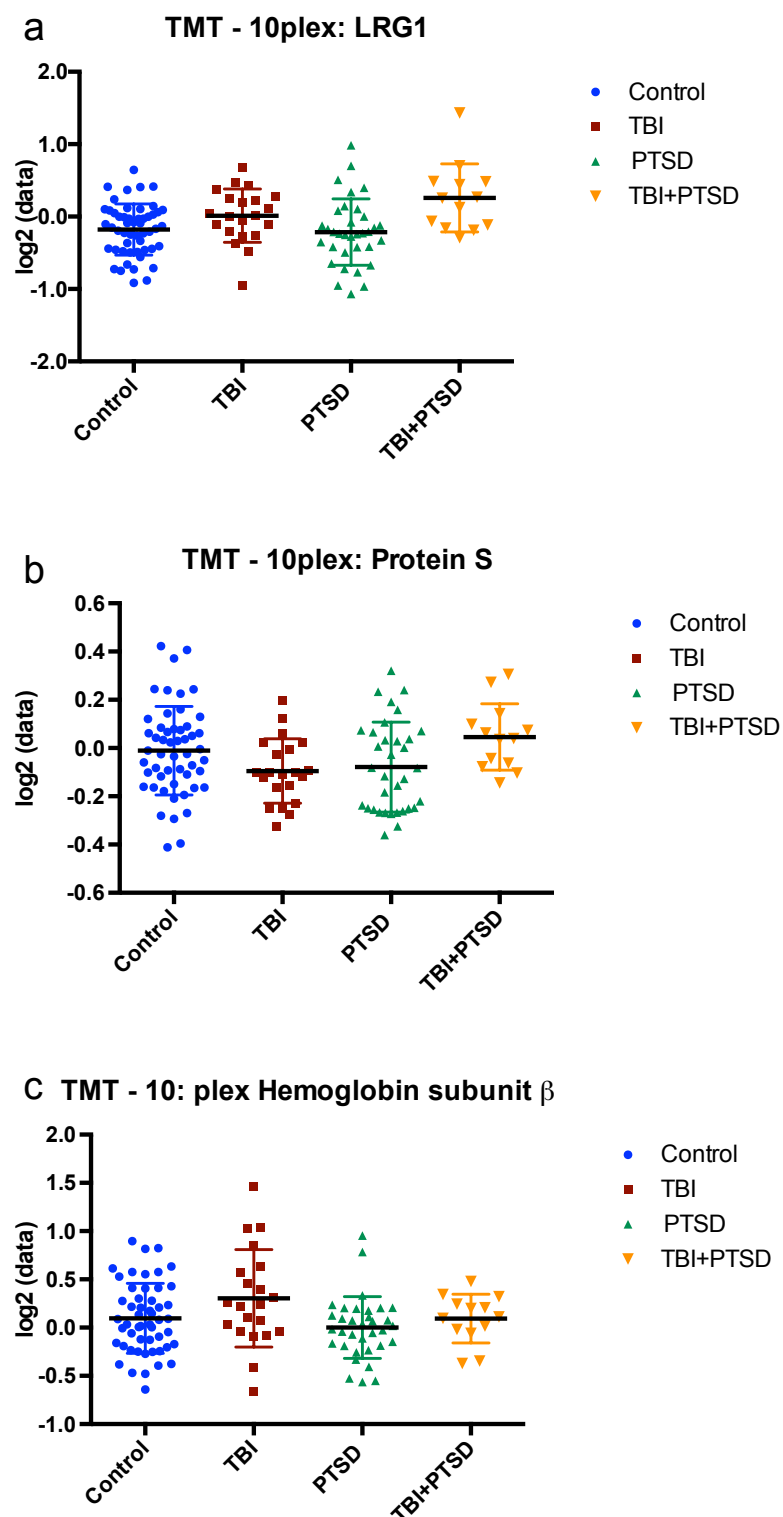 a
TMT - 10plex: LRG1
log2 (data)
2.0
1.0
0.0
-1.0
-2.0
Control
TBI
PTSD
TBI+PTSD
Control
TBI
PTSD
TBI+PTSD
b
TMT - 10plex: Protein S
log2 (data)
0.6
0.4
0.2
0.0
-0.2
-0.4
-0.6
Control
TBI
PTSD
TBI+PTSD
Control
TBI
PTSD
TBI+PTSD
c TMT - 10: plex Hemoglobin subunit β
log2 (data)
2.0
1.5
1.0
0.5
0.0
-0.5
-1.0
Control
TBI
PTSD
TBI+PTSD
Control
TBI
PTSD
TBI+PTSD